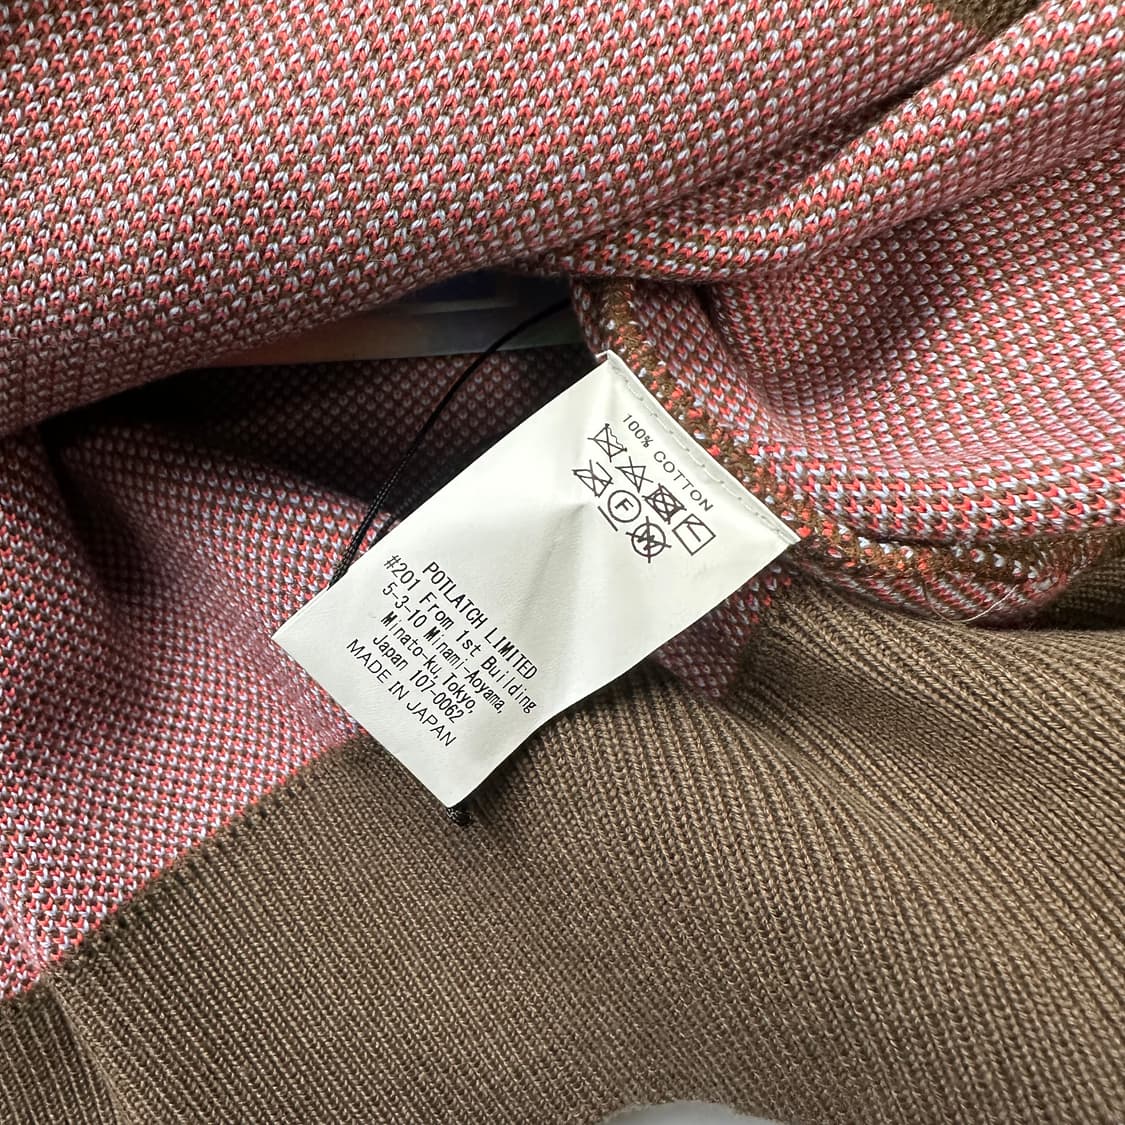 100% COTTON
F
W
POTLATCH LIMITED
#201 From 1st Building
5-3-10 Minami-Aoyama,
Minato-ku, Tokyo,
Japan 107-0062
MADE IN JAPAN